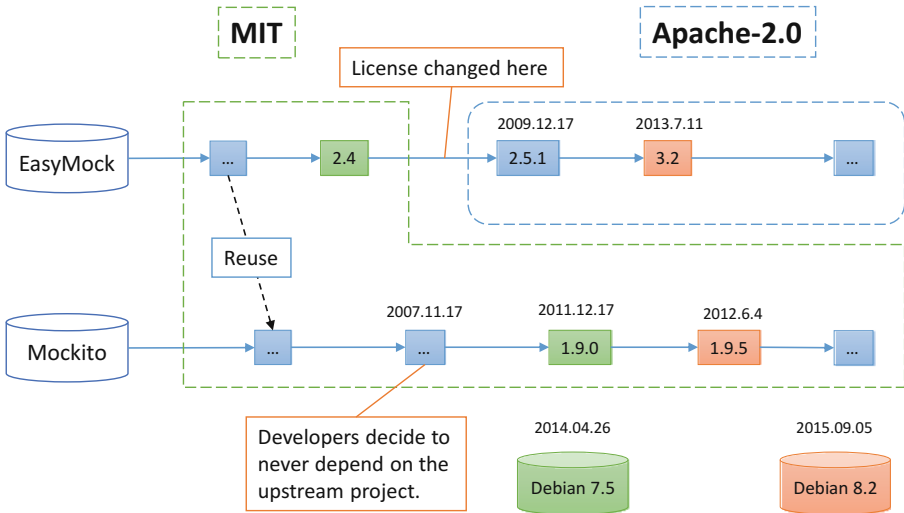 MIT
Apache-2.0
License changed here
2009.12.17
2013.7.11
EasyMock
...
2.4
2.5.1
3.2
...
Reuse
2007.11.17
2011.12.17
2012.6.4
Mockito
...
...
1.9.0
1.9.5
...
Developers decide to
never depend on the
upstream project.
2014.04.26
2015.09.05
Debian 7.5
Debian 8.2